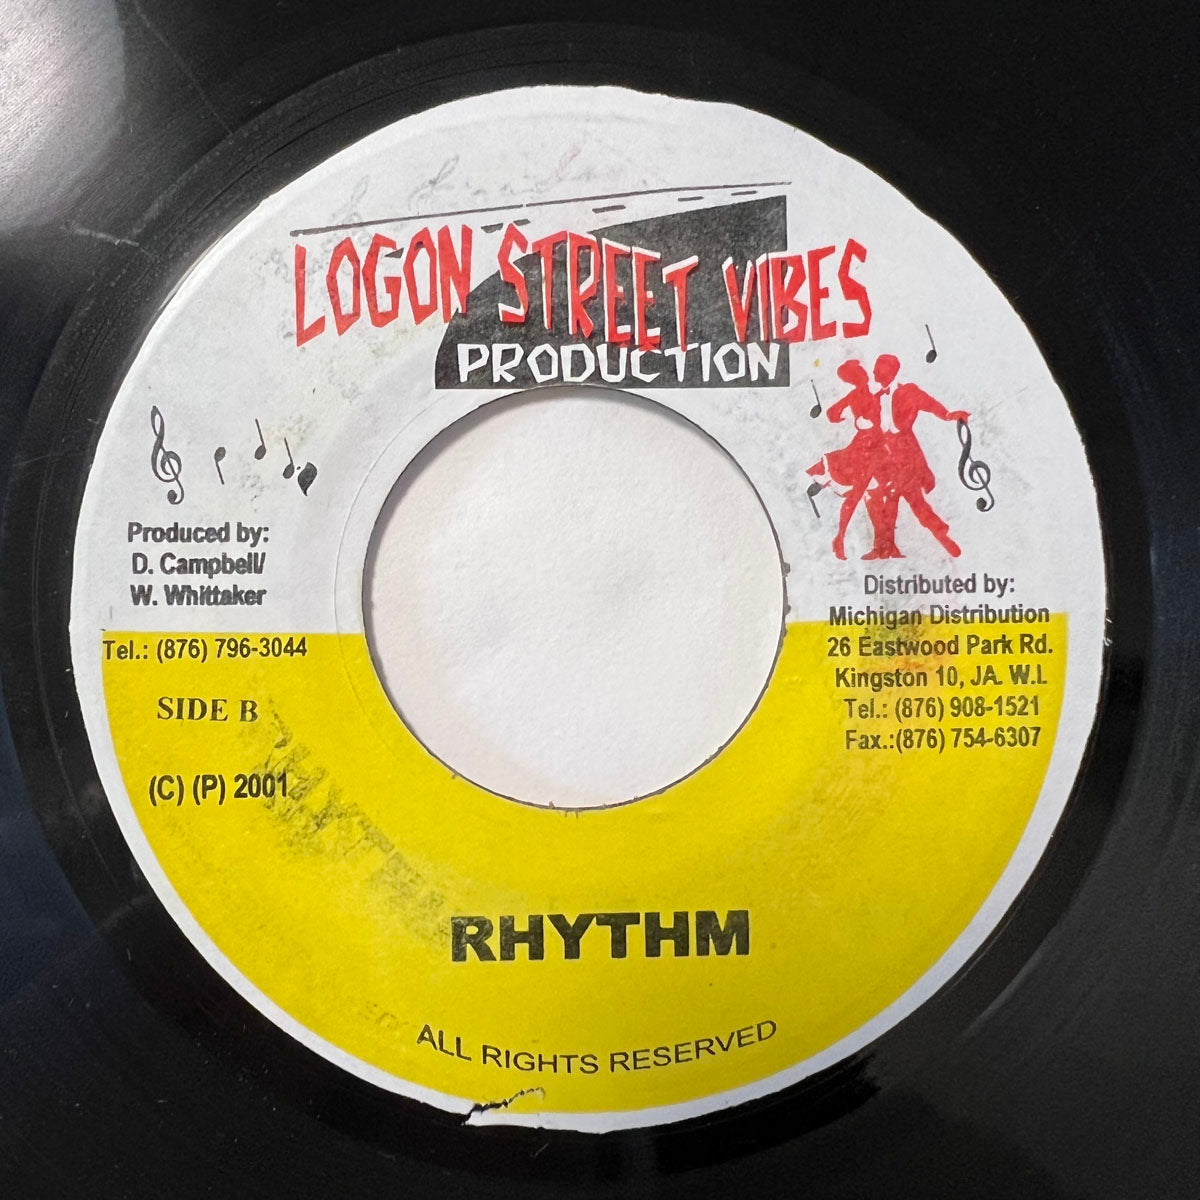 LOGON STREET VIBES
PRODUCTION
Produced by:
D. Campbell/
W. Whittaker
Tel.: (876) 796-3044
SIDE B
(C) (P) 2001
Distributed by:
Michigan Distribution
26 Eastwood Park Rd.
Kingston 10, JA. W.I.
Tel.: (876) 908-1521
Fax.:(876) 754-6307
RHYTHM
ALL RIGHTS RESERVED